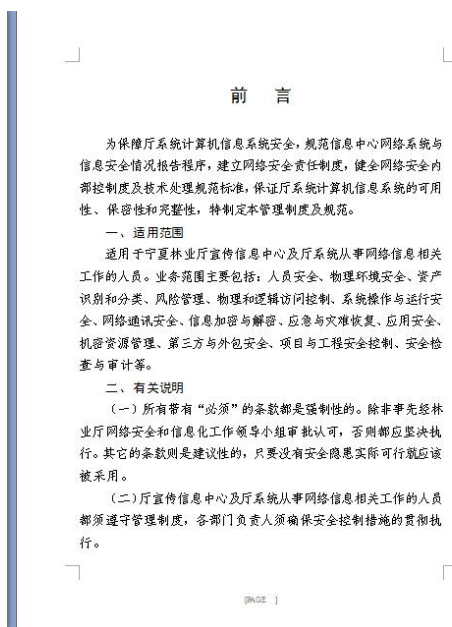 前 言
为保障厅系统计算机信息系统安全，规范信息中心网络系统与
信息安全情况报告程序，建立网络安全责任制度，健全网络安全内
部控制度及技术处理规范标准，保证厅系统计算机信息系统的可用
性、保密性和完整性，特制定本管理制度及规范。
一、适用范围
适用于宁夏林业厅宣传信息中心及厅系统从事网络信息相关
工作的人员。业务范围主要包括：人员安全、物理环境安全、资产
识别和分类、风险管理、物理和逻辑访问控制、系统操作与运行安
全、网络通讯安全、信息加密与解密、应急与灾难恢复、应用安全、
机密资源管理、第三方与外包安全、项目与工程安全控制、安全检
查与审计等。
二、有关说明
（一）所有带有“必须”的条款都是强制性的。除非事先经林
业厅网络安全和信息化工作领导小组审批认可，否则都应坚决执
行。其它的条款则是建议性的，只要没有安全隐患实际可行就应该
被采用。
（二）厅宣传信息中心及厅系统从事网络信息相关工作的人员
都须遵守管理制度，各部门负责人须确保安全控制措施的贯彻执
行。
[PAGE ]